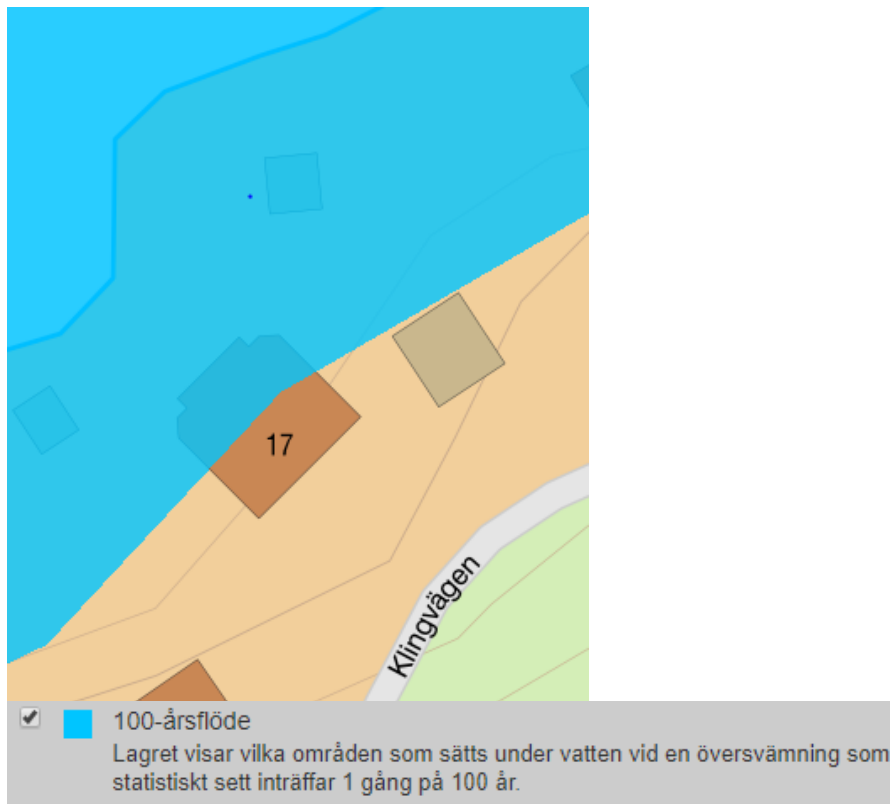 17
Klingvägen
100-årsflöde
Lagret visar vilka områden som sätts under vatten vid en översvämning som
statistiskt sett inträffar 1 gång på 100 år.